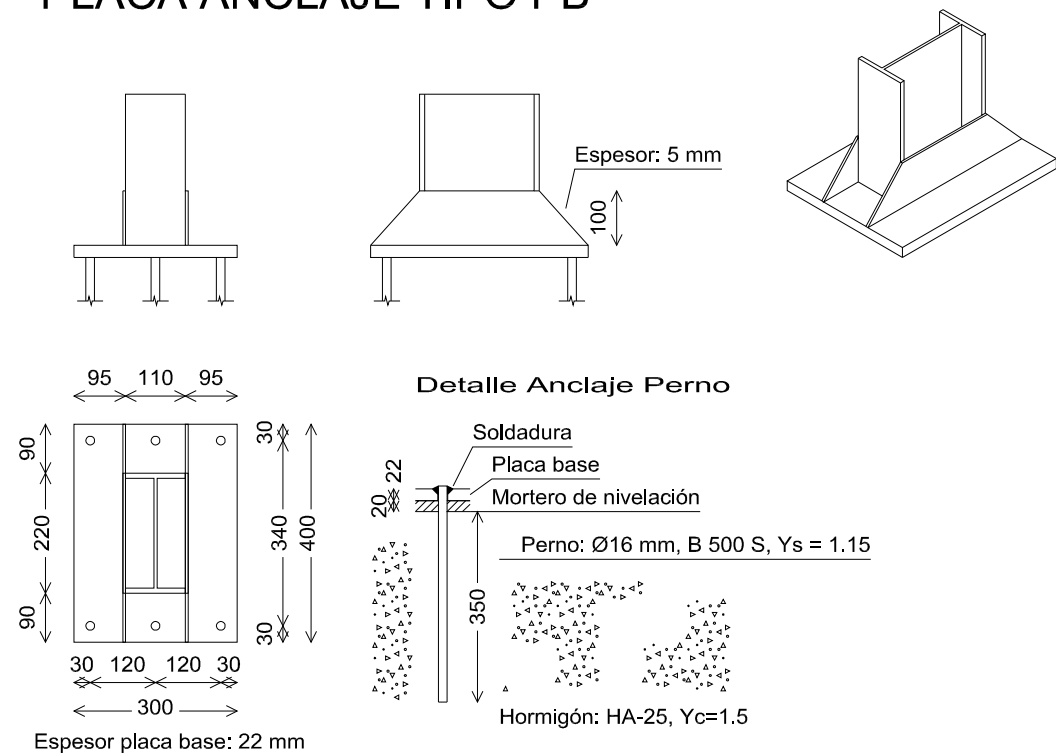 PLACA ANCLAJE TIPO PB
Espesor: 5 mm
100
95 110 95
90
220
90
30
340
30
400
30 120 120 30
300
Espesor placa base: 22 mm
Detalle Anclaje Perno
Soldadura
Placa base
Mortero de nivelación
22
20
Perno: Ø16 mm, B 500 S, Ys = 1.15
350
Hormigón: HA-25, Yc=1.5